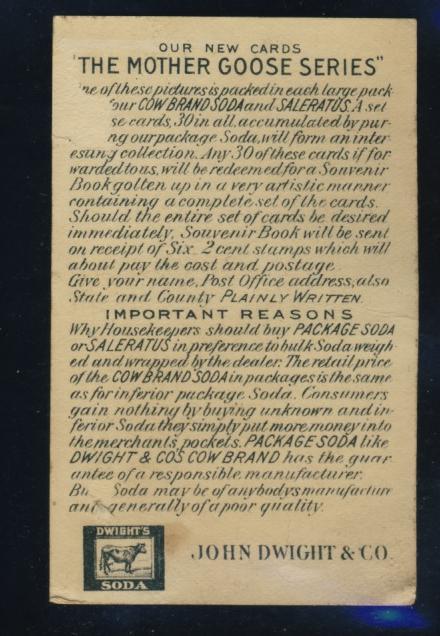 OUR NEW CARDS
"THE MOTHER GOOSE SERIES"
ne of these pictures is packed in each large pack-
our COW BRAND SODA and SALERATUS. A set
se cards, 30 in all, accumulated by pur-
ng our package Soda, will form an inter-
esting collection. Any 30 of these cards if for-
warded to us, will be redeemed for a Souvenir
Book gotten up in a very artistic manner
containing a complete set of the cards.
Should the entire set of cards be desired
immediately, Souvenir Book will be sent
on receipt of Six 2 cent stamps which will
about pay the cost and postage.
Give your name, Post Office address, also
State and County PLAINLY WRITTEN.
IMPORTANT REASONS
Why Housekeepers should buy PACKAGE SODA
or SALERATUS in preference to bulk Soda weigh-
ed and wrapped by the dealer. The retail price
of the COW BRAND SODA in packages is the same
as for inferior package Soda. Consumers
gain nothing by buying unknown and in-
ferior Soda they simply put more money into
the merchant's pockets. PACKAGE SODA like
DWIGHT & CO'S COW BRAND has the guar-
antee of a responsible manufacturer.
Bu Soda may be of anybodys manufacture
and generally of a poor quality.
DWIGHT'S
SODA
JOHN DWIGHT & CO.